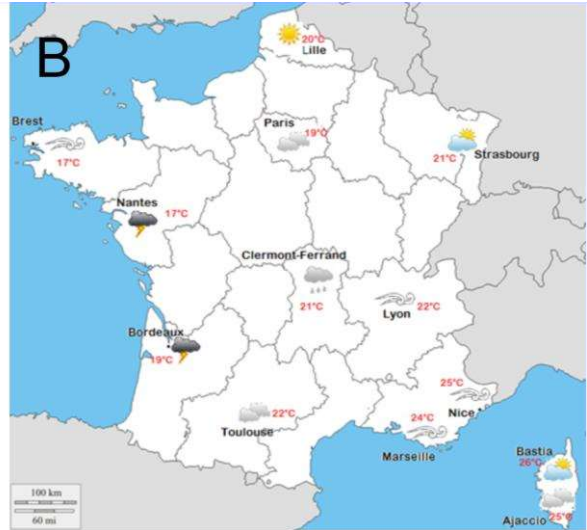 B
20°C
Lille
Paris
19°C
Brest
17°C
21°C
Strasbourg
Nantes
17°C
Clermont-Ferrand
21°C
Lyon
22°C
Bordeaux
19°C
25°C
Nice
22°C
Toulouse
24°C
Marseille
Bastia
26°C
Ajaccio
25°C
100 km
60 mi